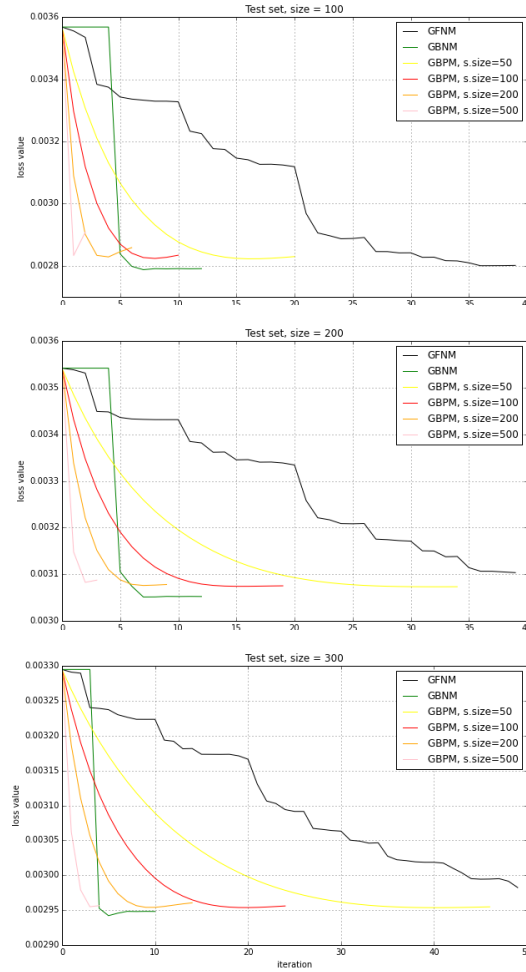 Test set, size = 100
0.0036
0.0034
0.0032
0.0030
0.0028
loss value
GFNM
GBNM
GBPM, s.size=50
GBPM, s.size=100
GBPM, s.size=200
GBPM, s.size=500
0 5 10 15 20 25 30 35 40
Test set, size = 200
0.0036
0.0035
0.0034
0.0033
0.0032
0.0031
0.0030
loss value
GFNM
GBNM
GBPM, s.size=50
GBPM, s.size=100
GBPM, s.size=200
GBPM, s.size=500
0 5 10 15 20 25 30 35
Test set, size = 300
0.00330
0.00325
0.00320
0.00315
0.00310
0.00305
0.00300
0.00295
0.00290
loss value
GFNM
GBNM
GBPM, s.size=50
GBPM, s.size=100
GBPM, s.size=200
GBPM, s.size=500
0 10 20 30 40
iteration